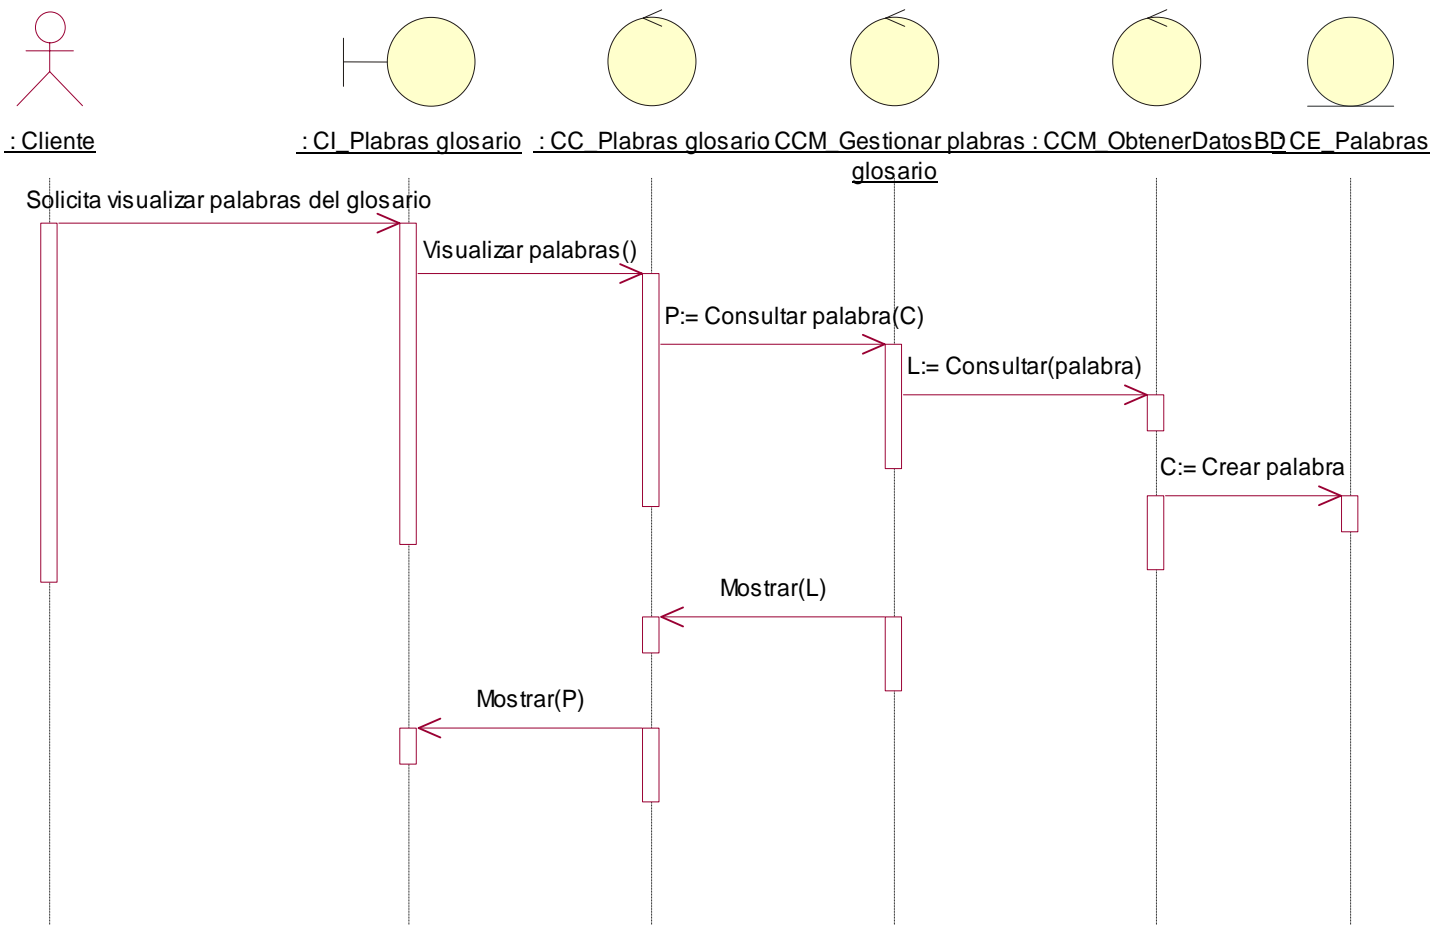 : Cliente
: CI_Plabras glosario
: CC_Plabras glosario
CCM_Gestionar plabras
glosario
: CCM_ObtenerDatosBD
: CE_Palabras
Solicita visualizar palabras del glosario
Visualizar palabras()
P:= Consultar palabra(C)
L:= Consultar(palabra)
C:= Crear palabra
Mostrar(L)
Mostrar(P)